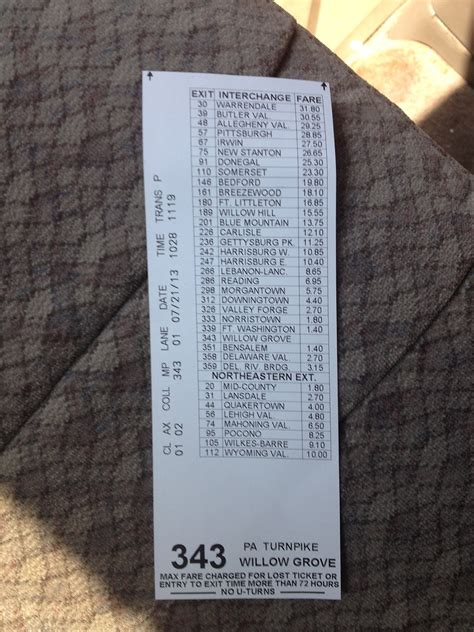 EXIT INTERCHANGE FARE
30 WARRENDALE 31.80
39 BUTLER VAL. 30.55
48 ALLEGHENY VAL. 29.25
57 PITTSBURGH 28.85
67 IRWIN 27.50
75 NEW STANTON 26.65
91 DONEGAL 25.30
110 SOMERSET 23.30
146 BEDFORD 19.80
161 BREEZEWOOD 18.10
180 FT. LITTLETON 16.85
189 WILLOW HILL 15.55
201 BLUE MOUNTAIN 13.75
226 CARLISLE 12.10
236 GETTYSBURG PK. 11.25
242 HARRISBURG W. 10.85
247 HARRISBURG E. 10.40
266 LEBANON-LANC. 8.65
286 READING 6.95
298 MORGANTOWN 5.75
312 DOWNINGTOWN 4.40
326 VALLEY FORGE 2.70
333 NORRISTOWN 1.80
339 FT. WASHINGTON 1.40
343 WILLOW GROVE
351 BENSALEM 1.40
358 DELAWARE VAL. 2.70
359 DEL. RIV. BRDG. 3.15
NORTHEASTERN EXT.
20 MID-COUNTY 1.80
31 LANSDALE 2.70
44 QUAKERTOWN 4.00
56 LEHIGH VAL. 4.80
74 MAHONING VAL. 6.50
95 POCONO 8.25
105 WILKES-BARRE 9.10
112 WYOMING VAL. 10.00
CL AX COLL MP LANE DATE TIME TRANS P
01 02 343 01 07/21/13 1028 1119
343 PA TURNPIKE
WILLOW GROVE
MAX FARE CHARGED FOR LOST TICKET OR
ENTRY TO EXIT TIME MORE THAN 72 HOURS
NO U-TURNS